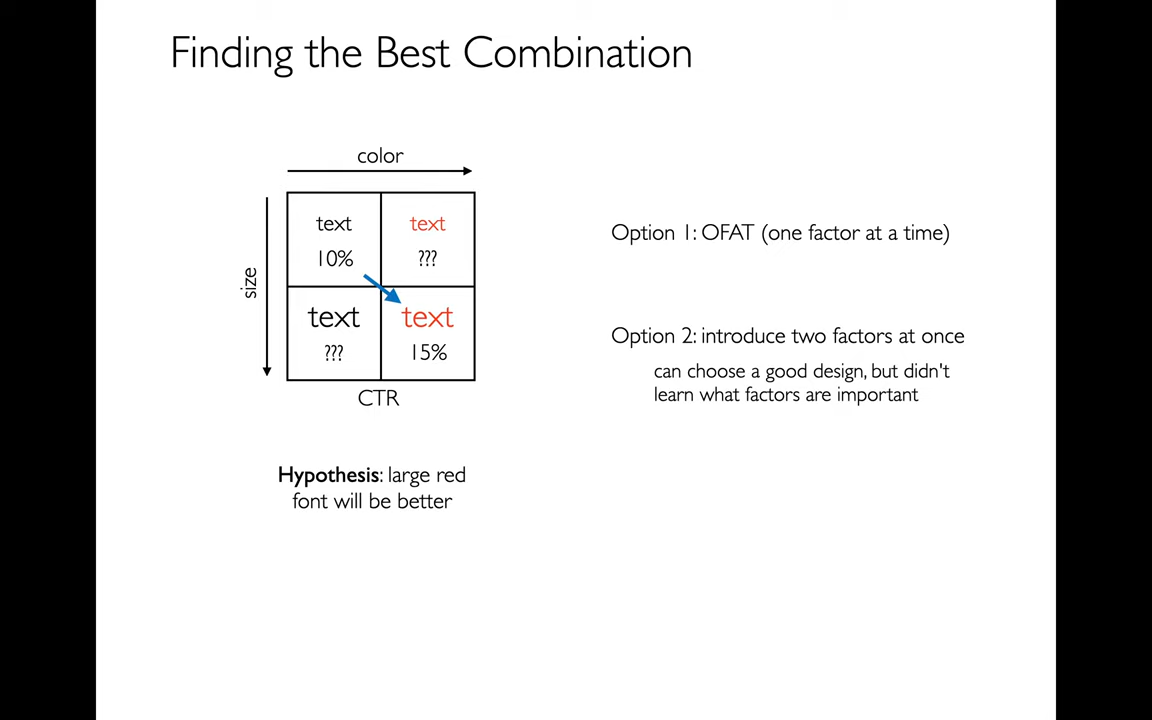 Finding the Best Combination
color
size
text
10%
text
???
text
???
text
15%
CTR
Hypothesis: large red
font will be better
Option 1: OFAT (one factor at a time)
Option 2: introduce two factors at once
can choose a good design, but didn't
learn what factors are important